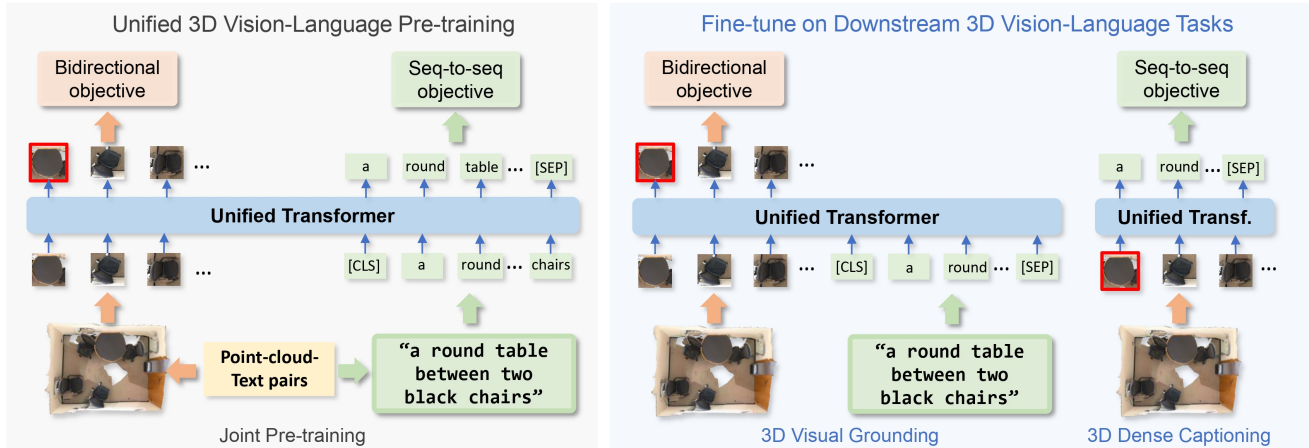 Unified 3D Vision-Language Pre-training
Bidirectional
objective
Seq-to-seq
objective
...
a round table ... [SEP]
Unified Transformer
...
[CLS] a round ... chairs
Point-cloud-
Text pairs
“a round table
between two
black chairs”
Joint Pre-training
Fine-tune on Downstream 3D Vision-Language Tasks
Bidirectional
objective
...
Unified Transformer
... [CLS] a round ... [SEP]
“a round table
between two
black chairs”
3D Visual Grounding
Seq-to-seq
objective
a round ... [SEP]
Unified Transf.
...
3D Dense Captioning